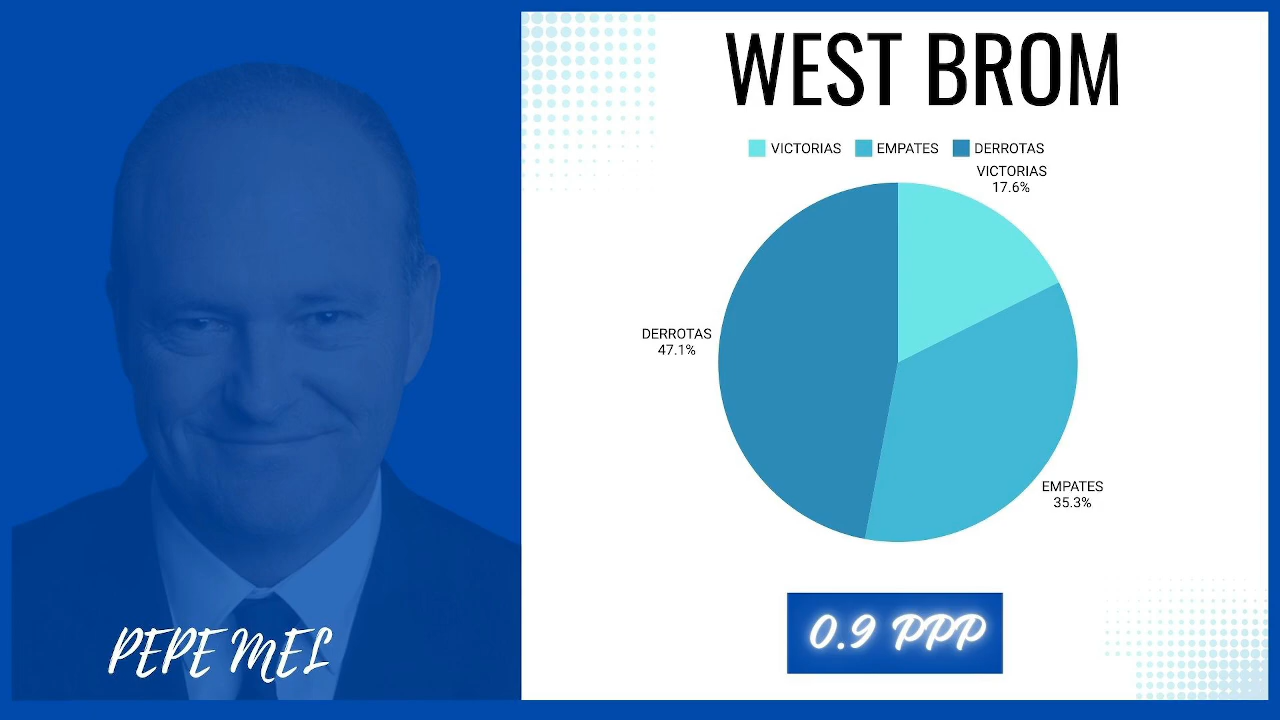 WEST BROM
VICTORIAS EMPATES DERROTAS
VICTORIAS
17.6%
DERROTAS
47.1%
EMPATES
35.3%
0.9 PPP
PEPE MEL